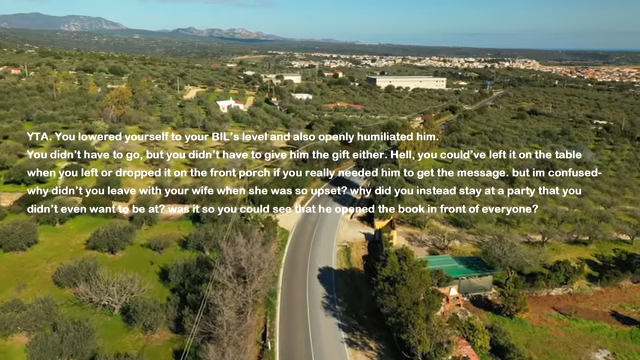 YTA. You lowered yourself to your BIL's level and also openly humiliated him.
You didn't have to go, but you didn't have to give him the gift either. Hell, you could've left it on the table
when you left or dropped it on the front porch if you really needed him to get the message. but im confused-
why didn't you leave with your wife when she was so upset? why did you instead stay at a party that you
didn't even want to be at? was it so you could see that he opened the book in front of everyone?